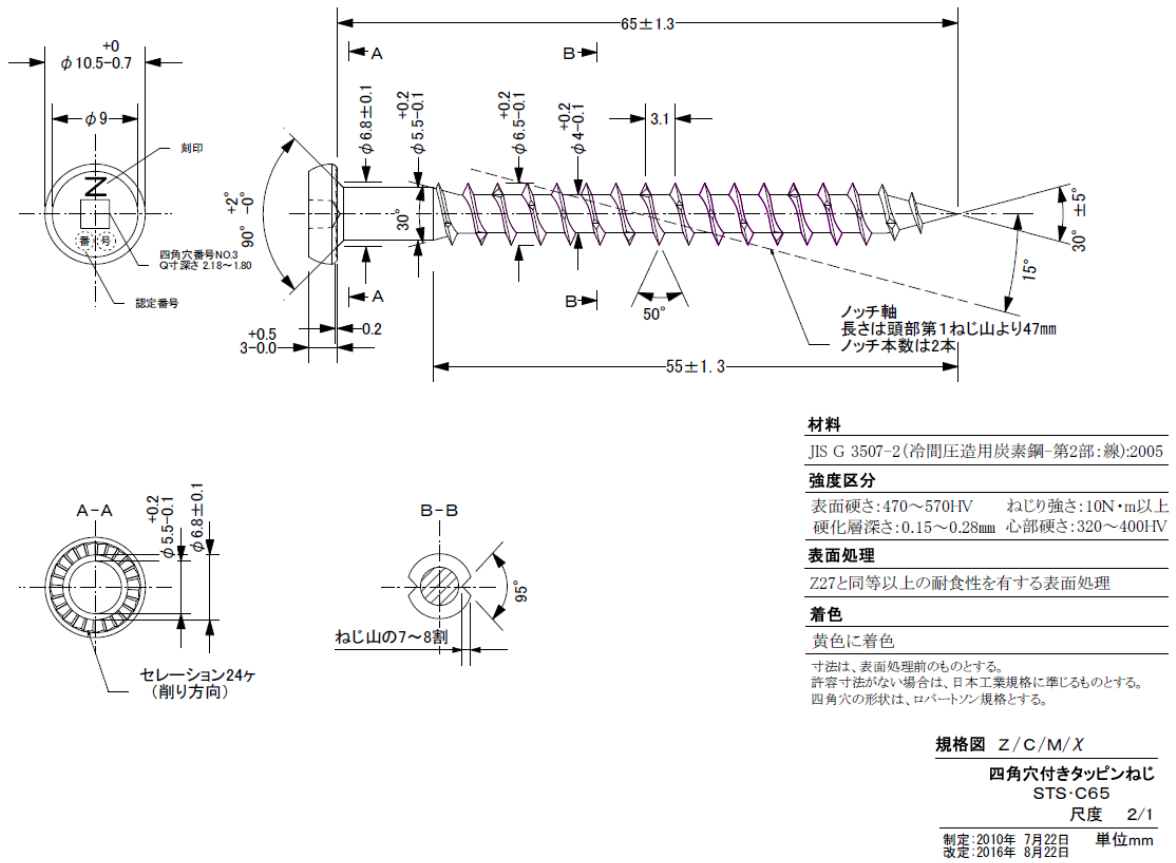 65±1.3
A
B
+0
φ10.5-0.7
φ9
刻印
Z
番 号
四角穴番号NO.3
Q寸深さ 2.18～1.80
認定番号
+2°
90°-0°
φ6.8±0.1
+0.2
φ5.5-0.1
30°
+0.2
φ6.5-0.1
+0.2
φ4-0.1
3.1
30°±5°
15°
A
B
50°
0.2
+0.5
3-0.0
ノッチ軸
長さは頭部第1ねじ山より47mm
ノッチ本数は2本
55±1.3
A-A
+0.2
φ5.5-0.1
φ6.8±0.1
セレーション24ヶ
(削り方向)
B-B
95°
ねじ山の7～8割
材料
JIS G 3507-2(冷間圧造用炭素鋼-第2部:線):2005
強度区分
表面硬さ:470～570HV ねじり強さ:10N・m以上
硬化層深さ:0.15～0.28mm 心部硬さ:320～400HV
表面処理
Z27と同等以上の耐食性を有する表面処理
着色
黄色に着色
寸法は、表面処理前のものとする。
許容寸法がない場合は、日本工業規格に準じるものとする。
四角穴の形状は、ロバートソン規格とする。
規格図 Z/C/M/χ
四角穴付きタッピンねじ
STS・C65
尺度 2/1
制定:2010年 7月22日 単位mm
改定:2016年 8月22日